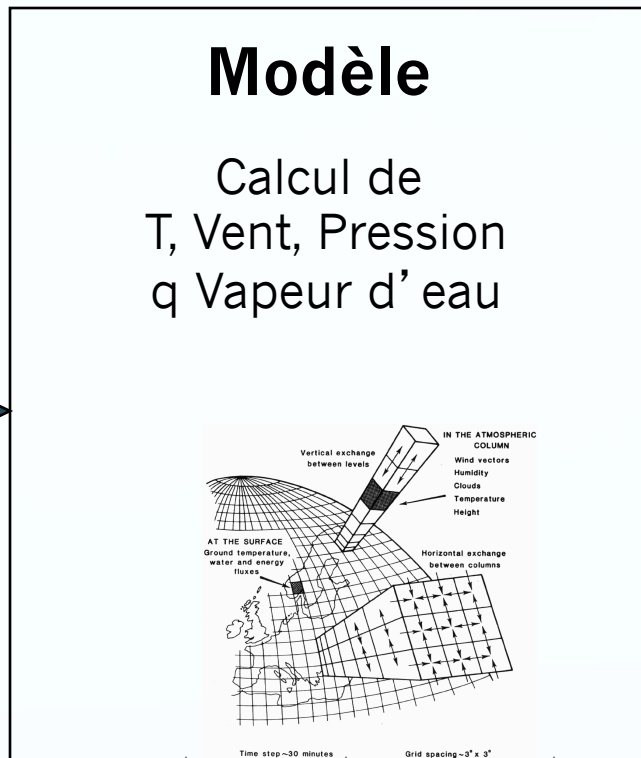 Modèle
Calcul de
T, Vent, Pression
q Vapeur d’eau
IN THE ATMOSPHERIC
COLUMN
Wind vectors
Humidity
Clouds
Temperature
Height
Vertical exchange
between levels
AT THE SURFACE
Ground temperature,
water and energy
fluxes
Horizontal exchange
between columns
Time step ~30 minutes
Grid spacing ~3° x 3°